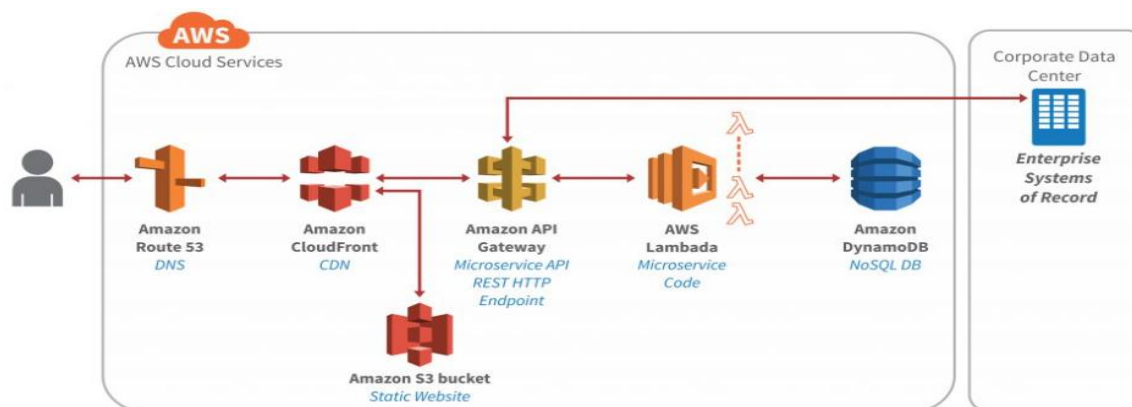 AWS
AWS Cloud Services
Corporate Data
Center
Enterprise
Systems
of Record
Amazon
Route 53
DNS
Amazon
CloudFront
CDN
Amazon API
Gateway
Microservice API
REST HTTP
Endpoint
AWS
Lambada
Microservice
Code
Amazon
DynamoDB
NoSQL DB
Amazon S3 bucket
Static Website